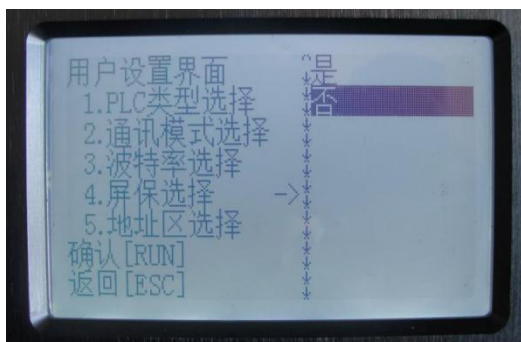 用户设置界面
1.PLC类型选择
2.通讯模式选择
3.波特率选择
4.屏保选择 ->
5.地址区选择
确认[RUN]
返回[ESC]
是
否